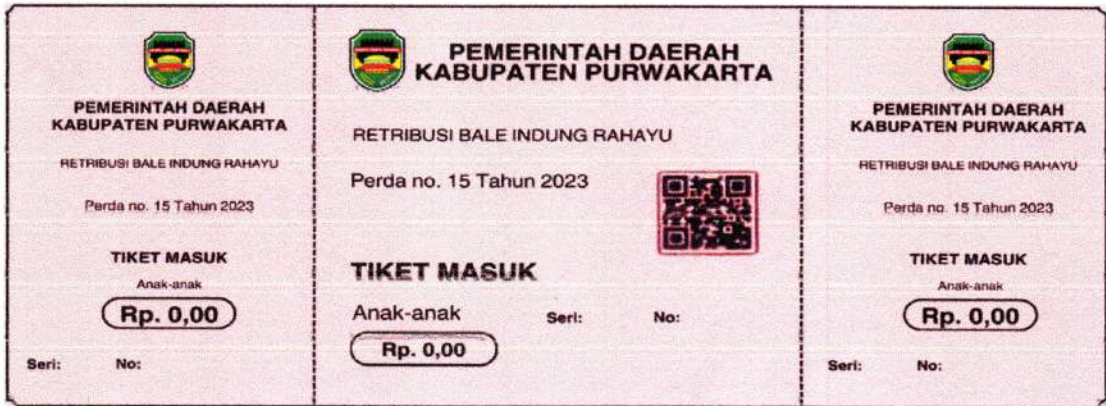 PEMERINTAH DAERAH
KABUPATEN PURWAKARTA
RETRIBUSI BALE INDUNG RAHAYU
Perda no. 15 Tahun 2023
TIKET MASUK
Anak-anak
Rp. 0,00
Seri: No:
PEMERINTAH DAERAH
KABUPATEN PURWAKARTA
RETRIBUSI BALE INDUNG RAHAYU
Perda no. 15 Tahun 2023
TIKET MASUK
Anak-anak Seri: No:
Rp. 0,00
PEMERINTAH DAERAH
KABUPATEN PURWAKARTA
RETRIBUSI BALE INDUNG RAHAYU
Perda no. 15 Tahun 2023
TIKET MASUK
Anak-anak
Rp. 0,00
Seri: No: